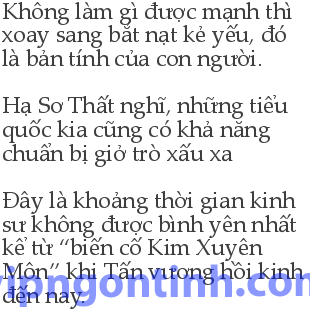 Không làm gì được mạnh thì
xoay sang bắt nạt kẻ yếu, đó
là bản tính của con người.
Hạ Sơ Thất nghĩ, những tiểu
quốc kia cũng có khả năng
chuẩn bị giở trò xấu xa
Đây là khoảng thời gian kinh
sư không được bình yên nhất
kể từ “biến cố Kim Xuyên
Môn” khi Tấn vương hồi kinh
đến nay.
vipngontinh.com